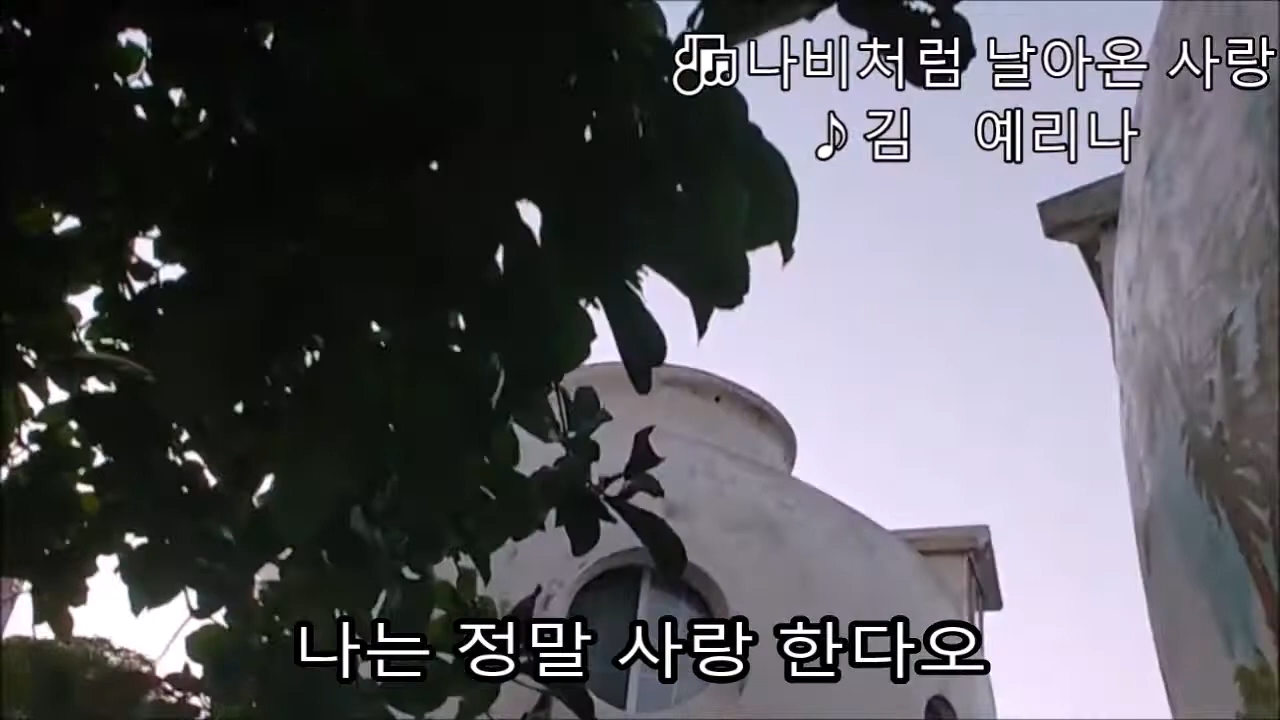 🎶나비처럼 날아온 사랑
♪김 예리나
나는 정말 사랑 한다오